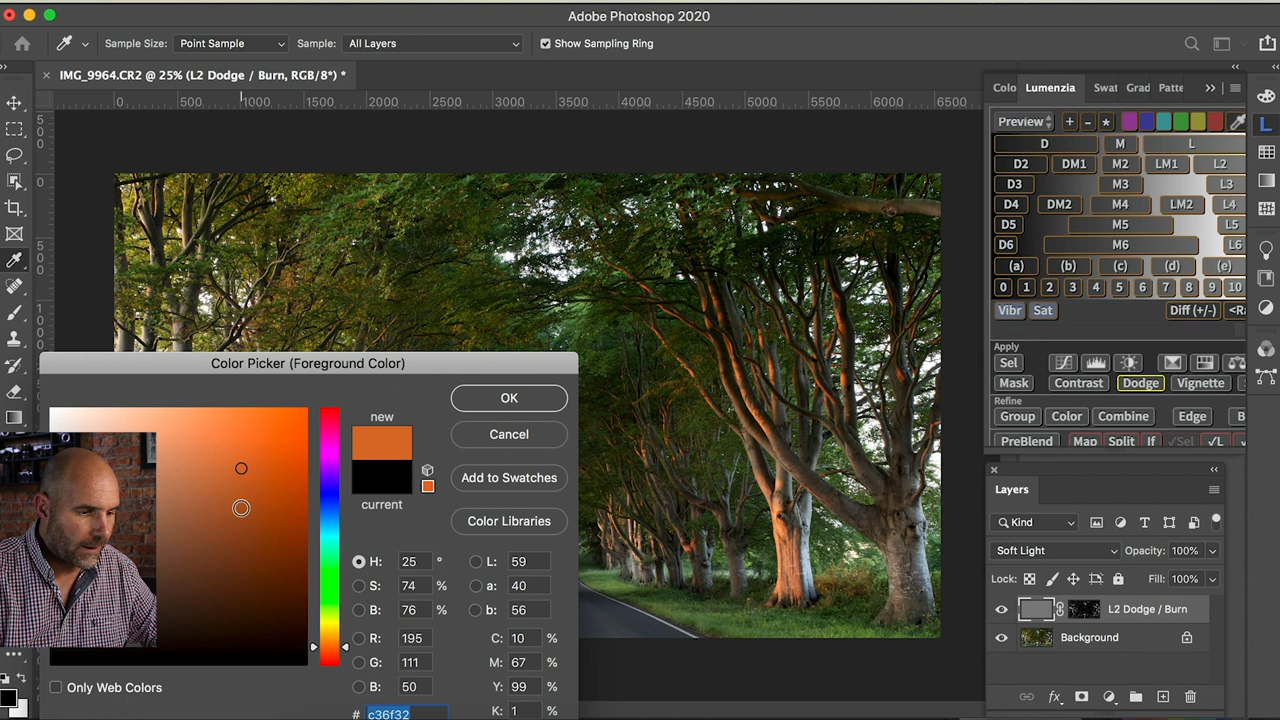 Adobe Photoshop 2020
Sample Size: Point Sample Sample: All Layers Show Sampling Ring
IMG_9964.CR2 @ 25% (L2 Dodge / Burn, RGB/8*) *
0 500 1000 1500 2000 2500 3000 3500 4000 4500 5000 5500 6000 6500
500
0
500
1000
Colo Lumenzia Swat Grad Patte
Preview + - *
D M L
D2 DM1 M2 LM1 L2
D3 M3 L3
D4 DM2 M4 LM2 L4
D5 M5 L5
D6 M6 L6
(a) (b) (c) (d) (e)
0 1 2 3 4 5 6 7 8 9 10
Vibr Sat Diff (+/-) <Ra
Apply
Sel
Mask Contrast Dodge Vignette
Refine
Group Color Combine Edge B
PreBlend Map Split If √Sel √L
Color Picker (Foreground Color)
new
current
OK
Cancel
Add to Swatches
Color Libraries
H: 25 °
S: 74 %
B: 76 %
R: 195
G: 111
B: 50
# c36f32
L: 59
a: 40
b: 56
C: 10 %
M: 67 %
Y: 99 %
K: 1 %
Only Web Colors
Layers
Kind
Soft Light Opacity: 100%
Lock: Fill: 100%
L2 Dodge / Burn
Background